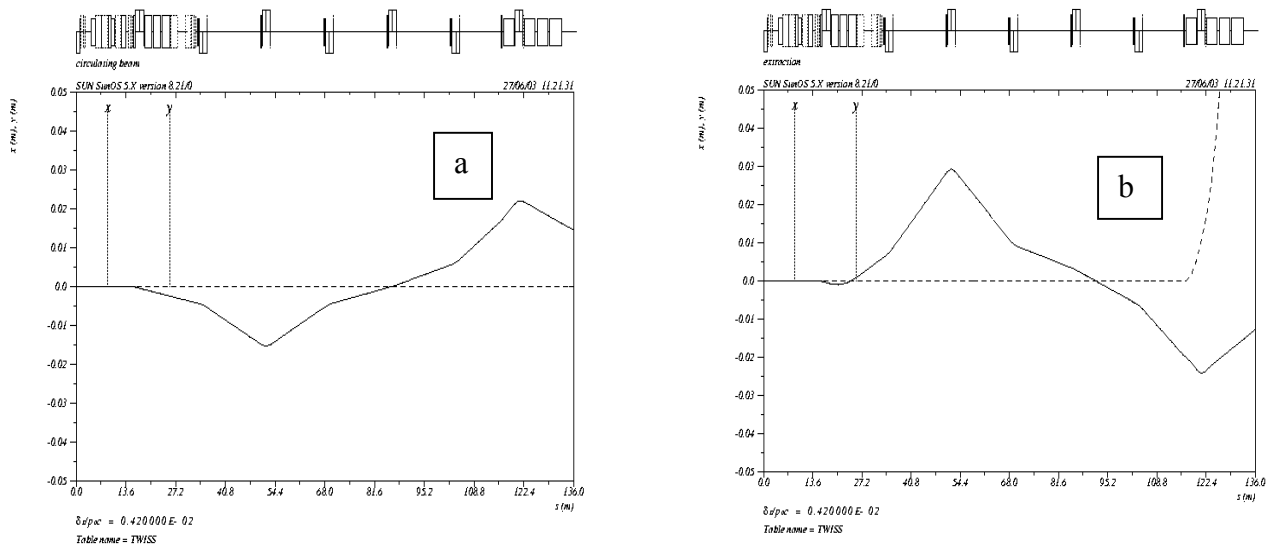 circulating beam
SUN SunOS 5.X version 8.21/0 27/06/03 11.21.31
x (m), y (m)
x y
a
0.05
0.04
0.03
0.02
0.01
0.0
-0.01
-0.02
-0.03
-0.04
-0.05
0.0 13.6 27.2 40.8 54.4 68.0 81.6 95.2 108.8 122.4 136.0
s (m)
δε/p₀c = 0.420000E- 02
Table name = TWISS
extraction
SUN SunOS 5.X version 8.21/0 27/06/03 11.21.31
x (m), y (m)
x y
b
0.05
0.04
0.03
0.02
0.01
0.0
-0.01
-0.02
-0.03
-0.04
-0.05
0.0 13.6 27.2 40.8 54.4 68.0 81.6 95.2 108.8 122.4 136.0
s (m)
δε/p₀c = 0.420000E- 02
Table name = TWISS